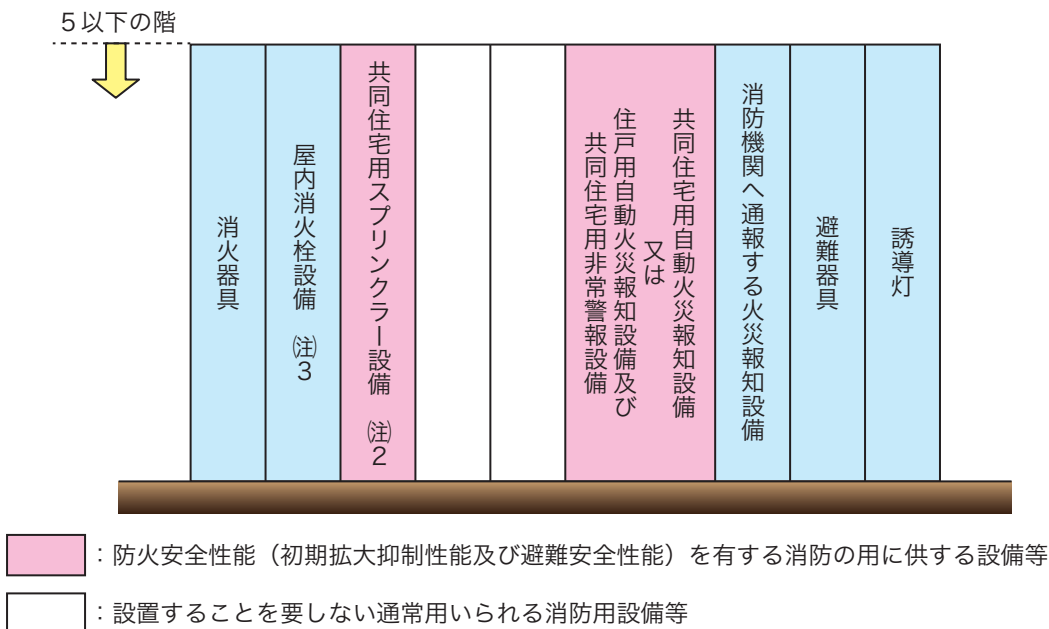 5以下の階
消火器具
屋内消火栓設備 ㈟3
共同住宅用スプリンクラー設備 ㈟2
共同住宅用自動火災報知設備
又は
住戸用自動火災報知設備及び
共同住宅用非常警報設備
消防機関へ通報する火災報知設備
避難器具
誘導灯
：防火安全性能（初期拡大抑制性能及び避難安全性能）を有する消防の用に供する設備等
：設置することを要しない通常用いられる消防用設備等